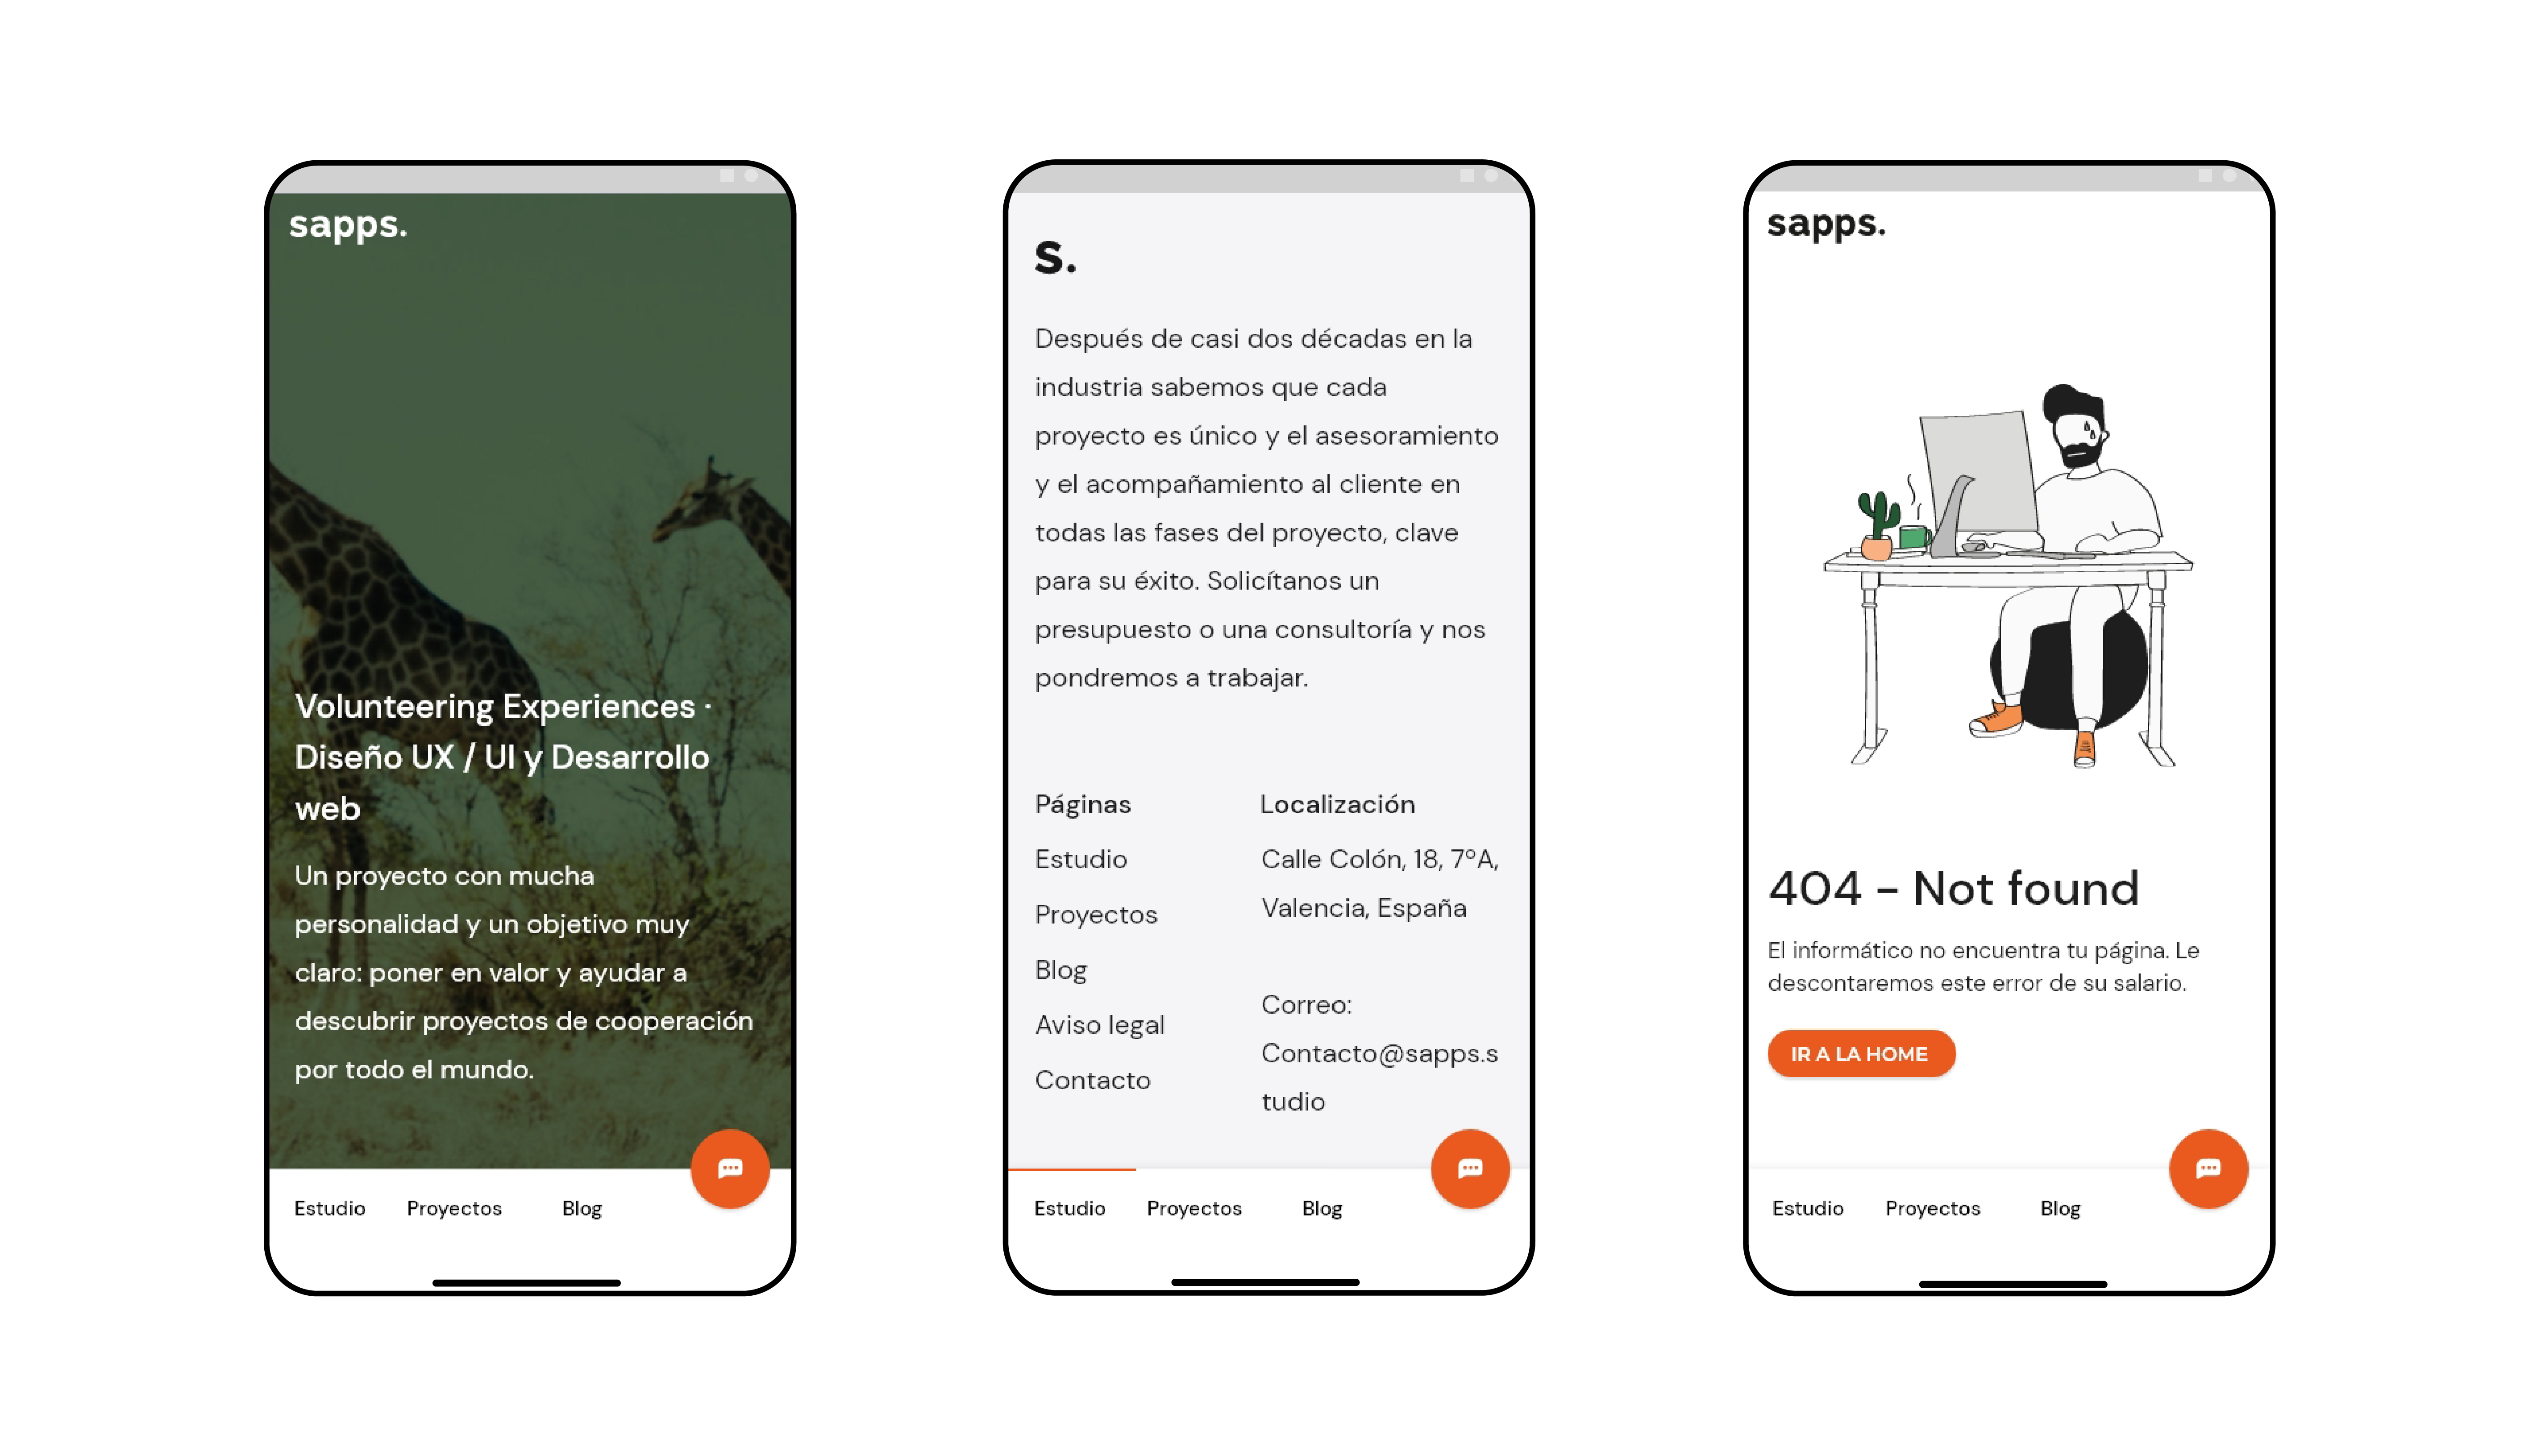 sapps.
Volunteering Experiences ·
Diseño UX / UI y Desarrollo
web
Un proyecto con mucha
personalidad y un objetivo muy
claro: poner en valor y ayudar a
descubrir proyectos de cooperación
por todo el mundo.
Estudio Proyectos Blog
s.
Después de casi dos décadas en la
industria sabemos que cada
proyecto es único y el asesoramiento
y el acompañamiento al cliente en
todas las fases del proyecto, clave
para su éxito. Solicítanos un
presupuesto o una consultoría y nos
pondremos a trabajar.
Páginas
Estudio
Proyectos
Blog
Aviso legal
Contacto
Localización
Calle Colón, 18, 7ºA,
Valencia, España
Correo:
Contacto@sapps.s
tudio
Estudio Proyectos Blog
sapps.
404 – Not found
El informático no encuentra tu página. Le
descontaremos este error de su salario.
IR A LA HOME
Estudio Proyectos Blog